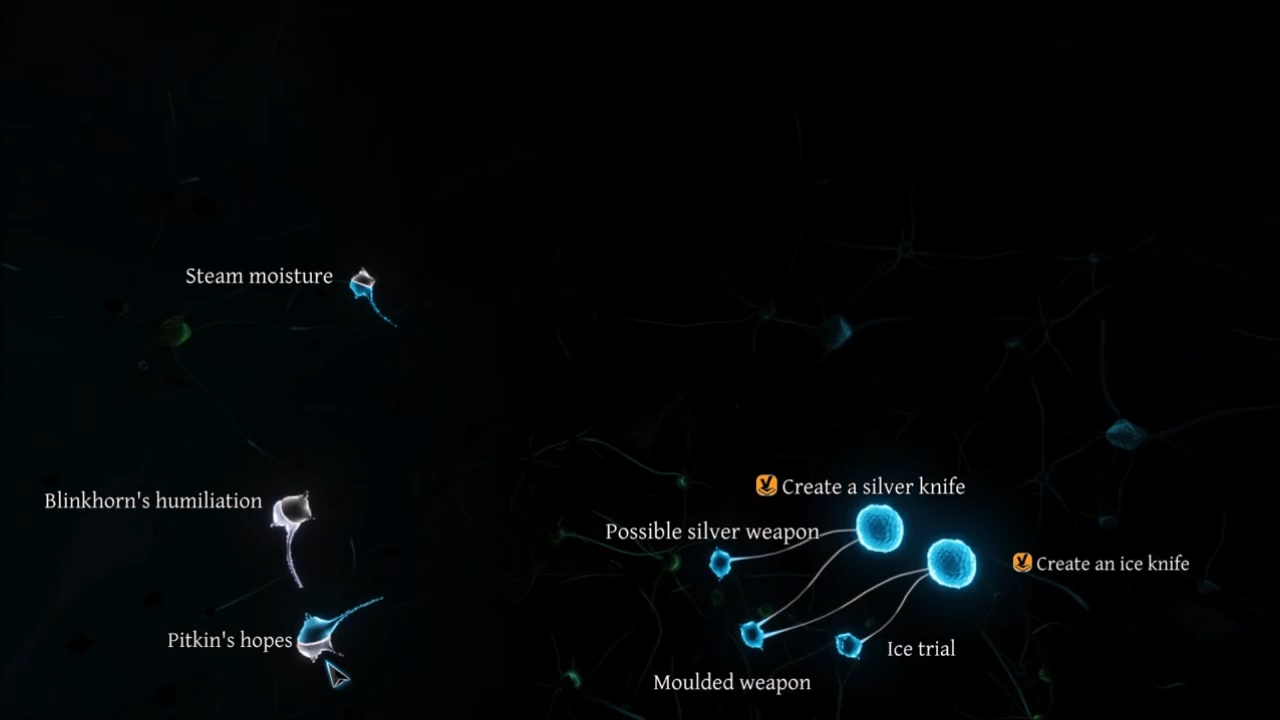 Steam moisture
Blinkhorn's humiliation
Pitkin's hopes
Create a silver knife
Possible silver weapon
Create an ice knife
Ice trial
Moulded weapon